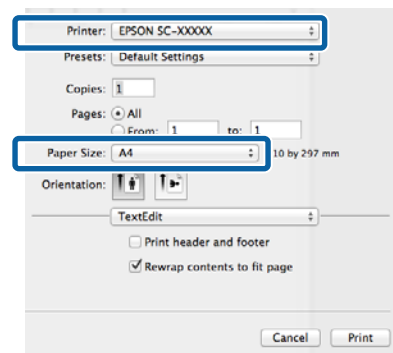 Printer: EPSON SC-XXXXX
Presets: Default Settings
Copies: 1
Pages: All
From: 1 to: 1
Paper Size: A4 10 by 297 mm
Orientation:
TextEdit
Print header and footer
Rewrap contents to fit page
Cancel Print